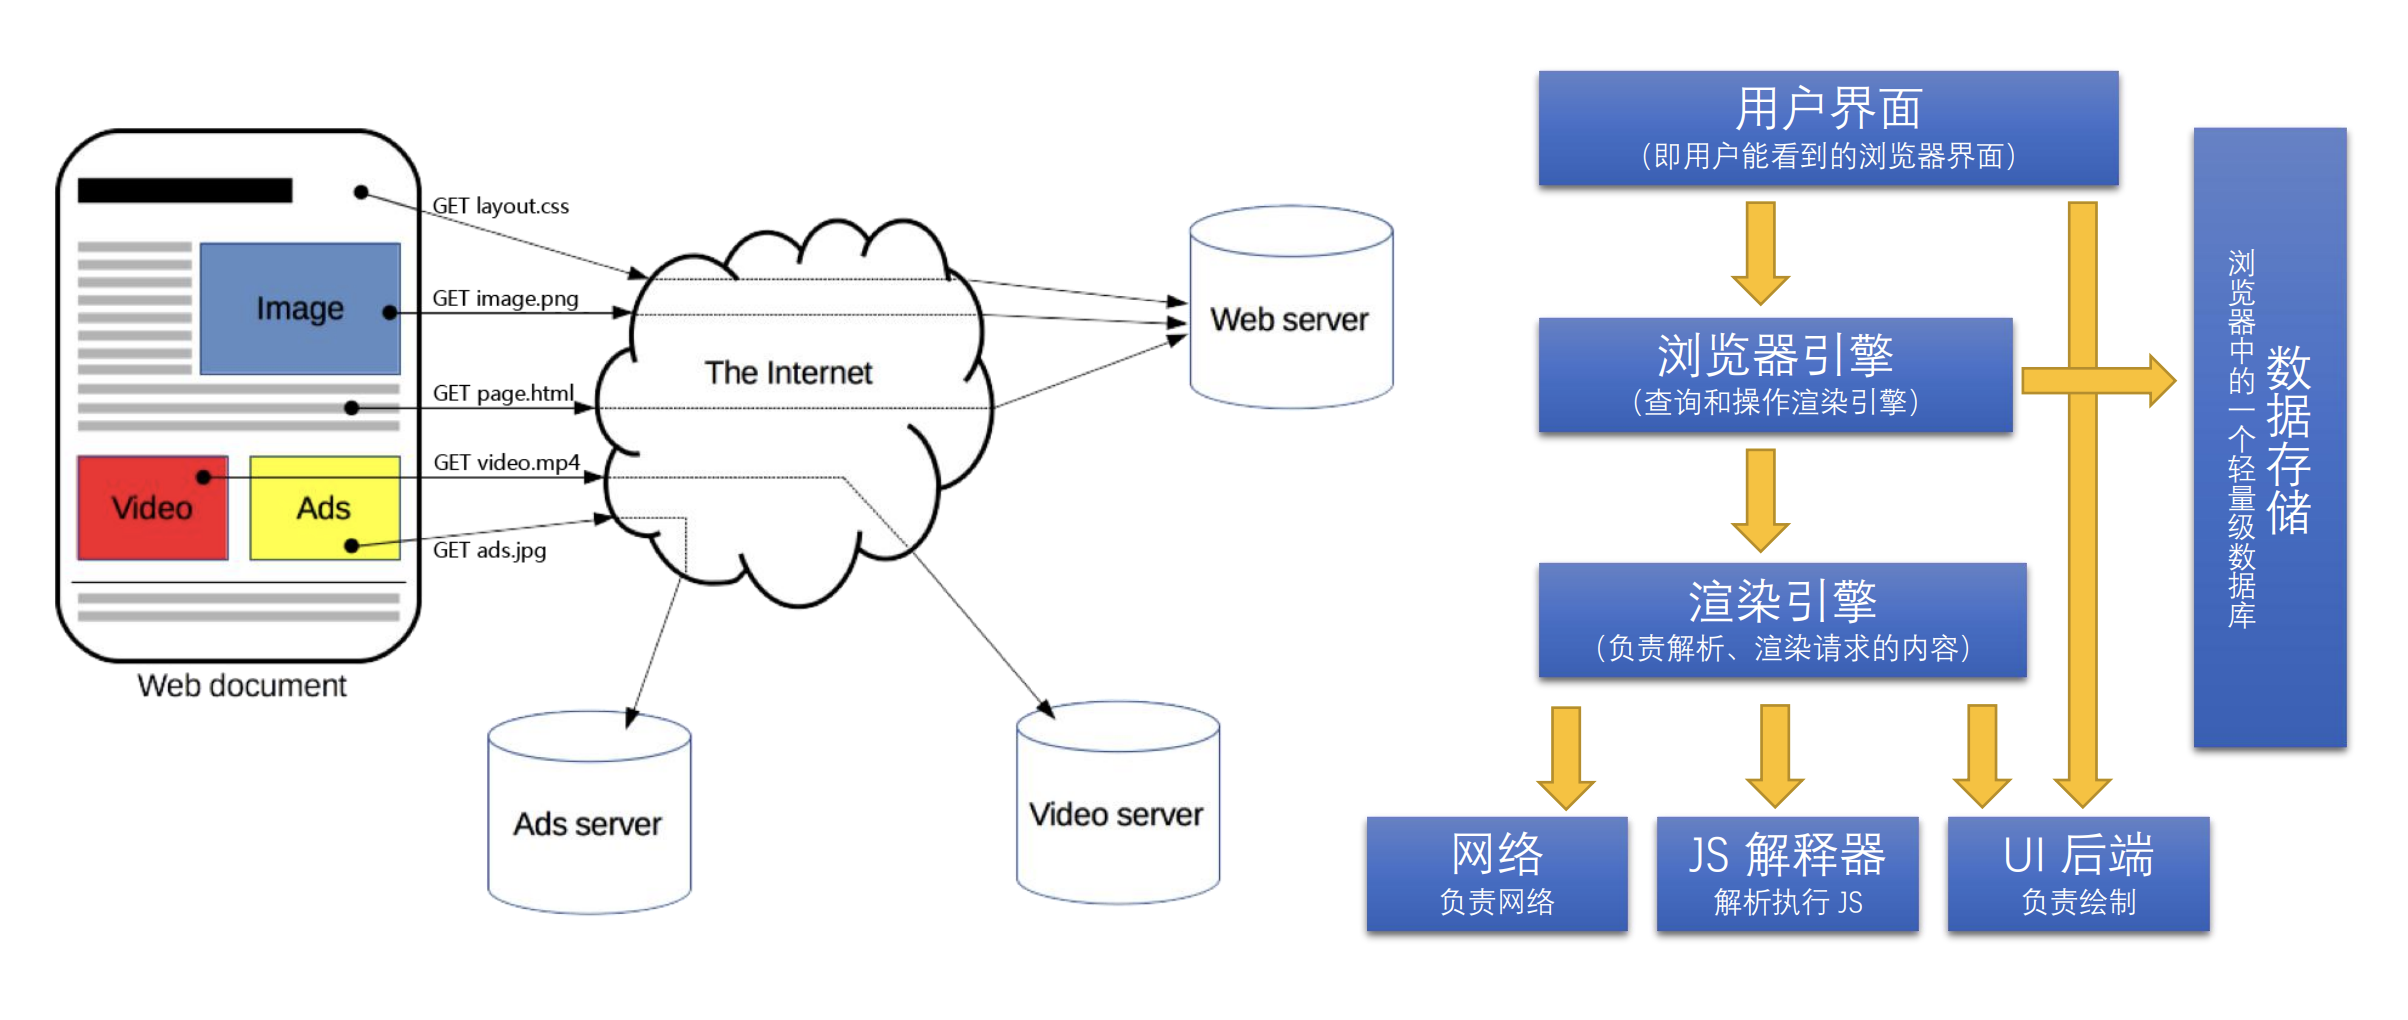 GET layout.css
Image
GET image.png
GET page.html
Video
Ads
GET video.mp4
GET ads.jpg
Web document
The Internet
Web server
Ads server
Video server
用户界面
（即用户能看到的浏览器界面）
浏览器引擎
（查询和操作渲染引擎）
渲染引擎
（负责解析、渲染请求的内容）
网络
负责网络
JS 解释器
解析执行 JS
UI 后端
负责绘制
数据存储
浏览器中的一个轻量级数据库